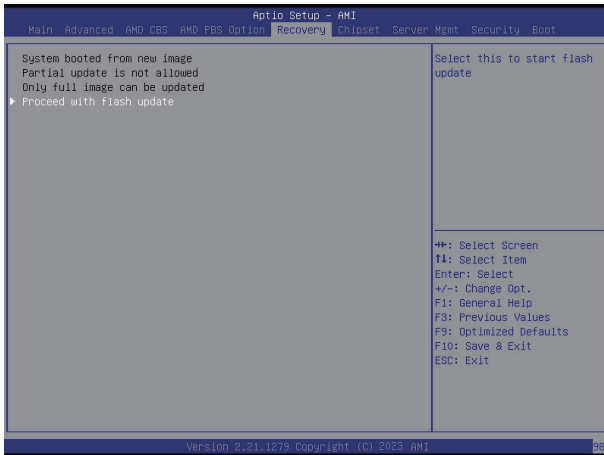 Aptio Setup – AMI
Main Advanced AMD CBS AMD PBS Option Recovery Chipset Server Mgmt Security Boot
System booted from new image
Partial update is not allowed
Only full image can be updated
Proceed with flash update
Select this to start flash
update
→←: Select Screen
↑↓: Select Item
Enter: Select
+/-: Change Opt.
F1: General Help
F3: Previous Values
F9: Optimized Defaults
F10: Save & Exit
ESC: Exit
Version 2.21.1279 Copyright (C) 2023 AMI
98